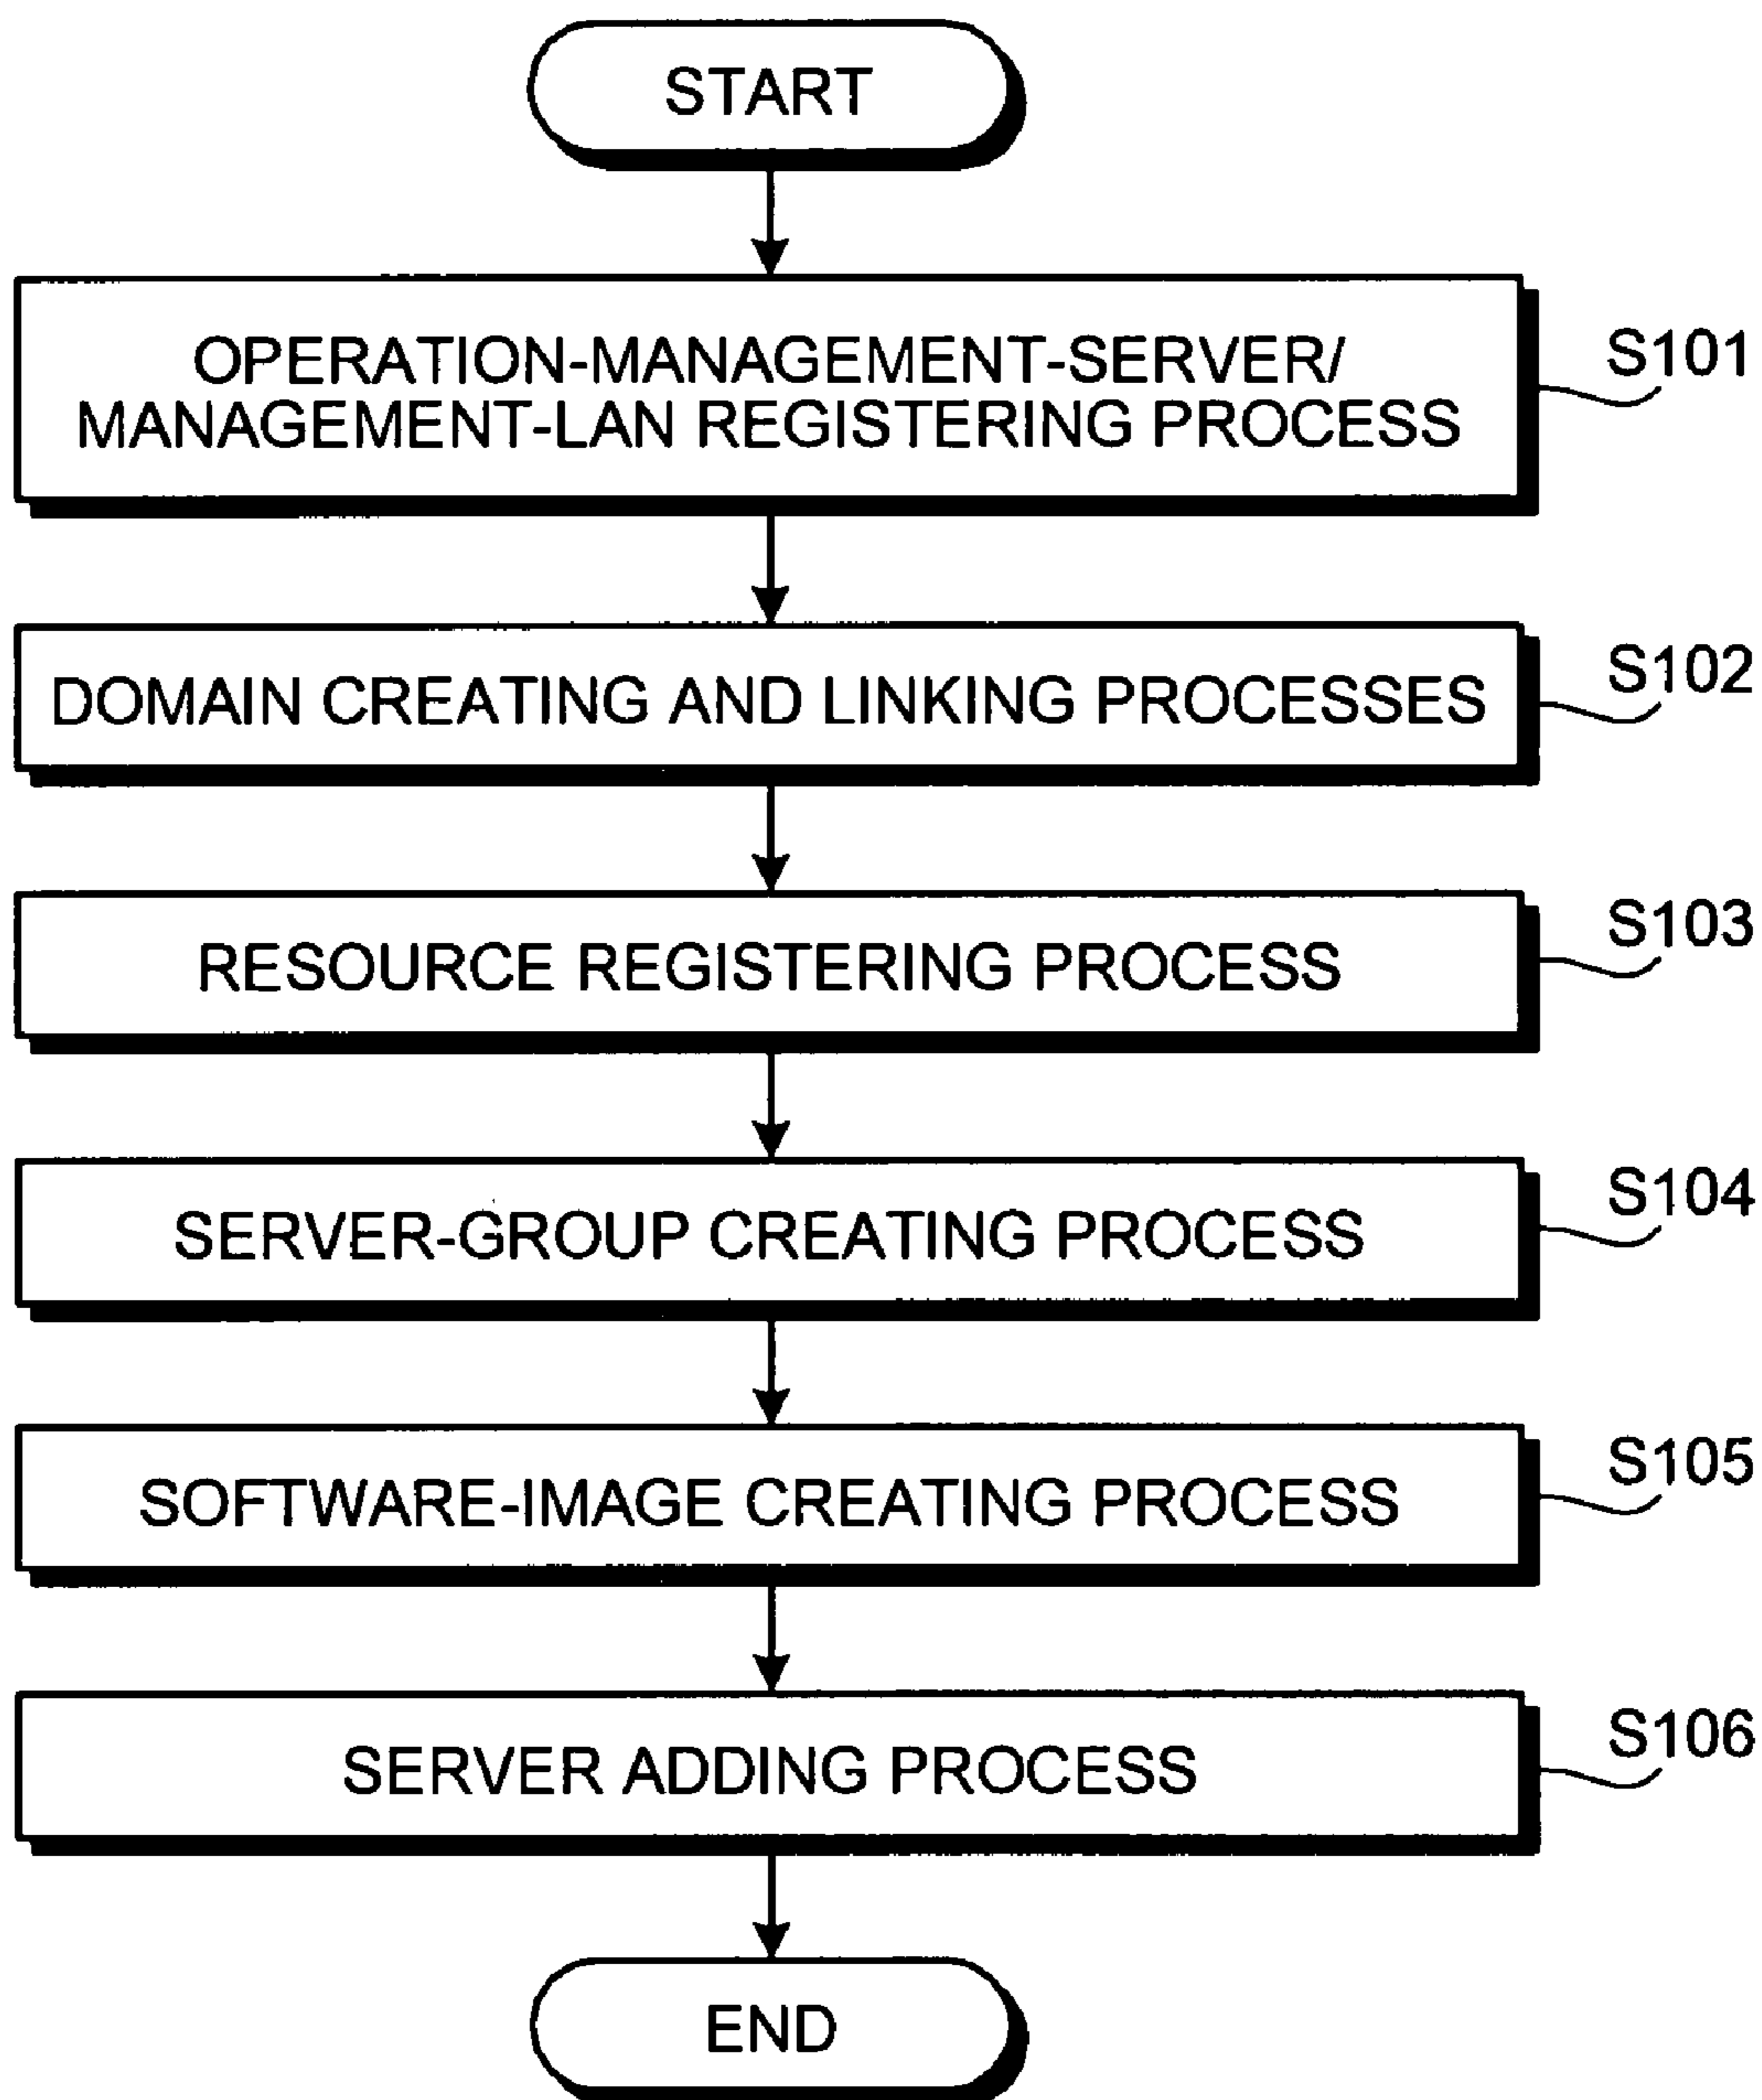 START
OPERATION-MANAGEMENT-SERVER/
MANAGEMENT-LAN REGISTERING PROCESS
S101
DOMAIN CREATING AND LINKING PROCESSES
S102
RESOURCE REGISTERING PROCESS
S103
SERVER-GROUP CREATING PROCESS
S104
SOFTWARE-IMAGE CREATING PROCESS
S105
SERVER ADDING PROCESS
S106
END